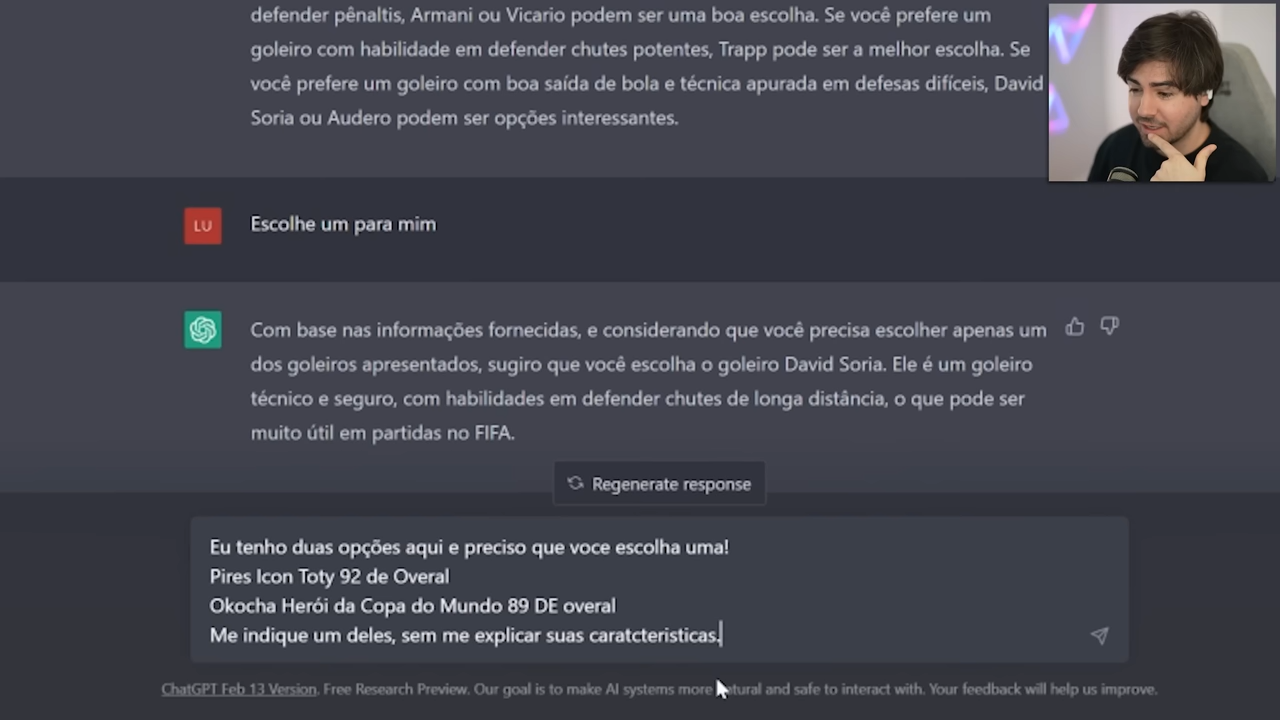 defender pênaltis, Armani ou Vicario podem ser uma boa escolha. Se você prefere um
goleiro com habilidade em defender chutes potentes, Trapp pode ser a melhor escolha. Se
você prefere um goleiro com boa saída de bola e técnica apurada em defesas difíceis, David
Soria ou Audero podem ser opções interessantes.
LU
Escolhe um para mim
Com base nas informações fornecidas, e considerando que você precisa escolher apenas um
dos goleiros apresentados, sugiro que você escolha o goleiro David Soria. Ele é um goleiro
técnico e seguro, com habilidades em defender chutes de longa distância, o que pode ser
muito útil em partidas no FIFA.
Regenerate response
Eu tenho duas opções aqui e preciso que voce escolha uma!
Pires Icon Toty 92 de Overal
Okocha Herói da Copa do Mundo 89 DE overal
Me indique um deles, sem me explicar suas caratcteristicas.
ChatGPT Feb 13 Version. Free Research Preview. Our goal is to make AI systems more natural and safe to interact with. Your feedback will help us improve.